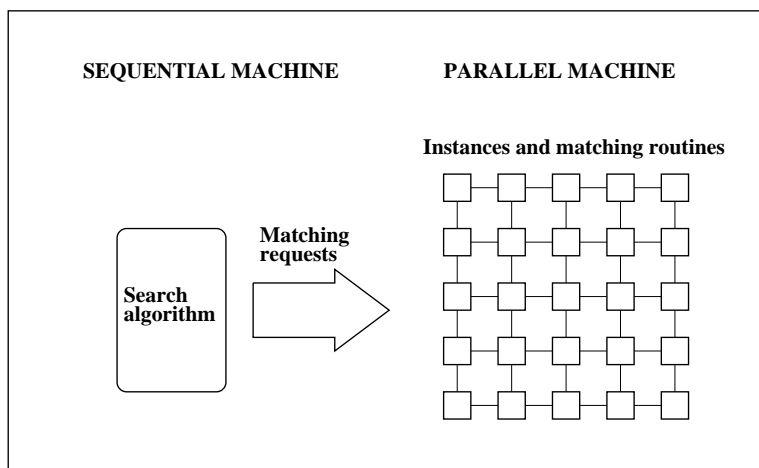 SEQUENTIAL MACHINE
PARALLEL MACHINE
Instances and matching routines
Matching
requests
Search
algorithm